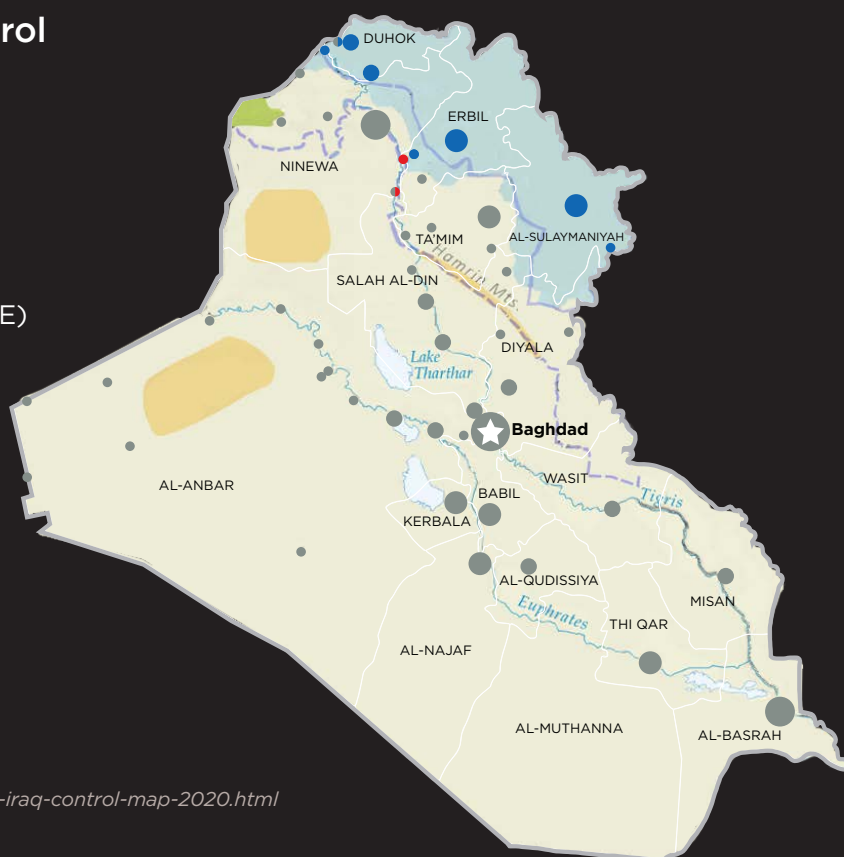 rol
DUHOK
ERBIL
NINEWA
TA'MIM
AL-SULAYMANIYAH
Hamrin Mts.
SALAH AL-DIN
E)
DIYALA
Lake
Tharthar
Baghdad
WASIT
AL-ANBAR
BABIL
Tigris
KERBALA
AL-QUDISSIYA
MISAN
Euphrates
THI QAR
AL-NAJAF
AL-MUTHANNA
AL-BASRAH
-iraq-control-map-2020.html